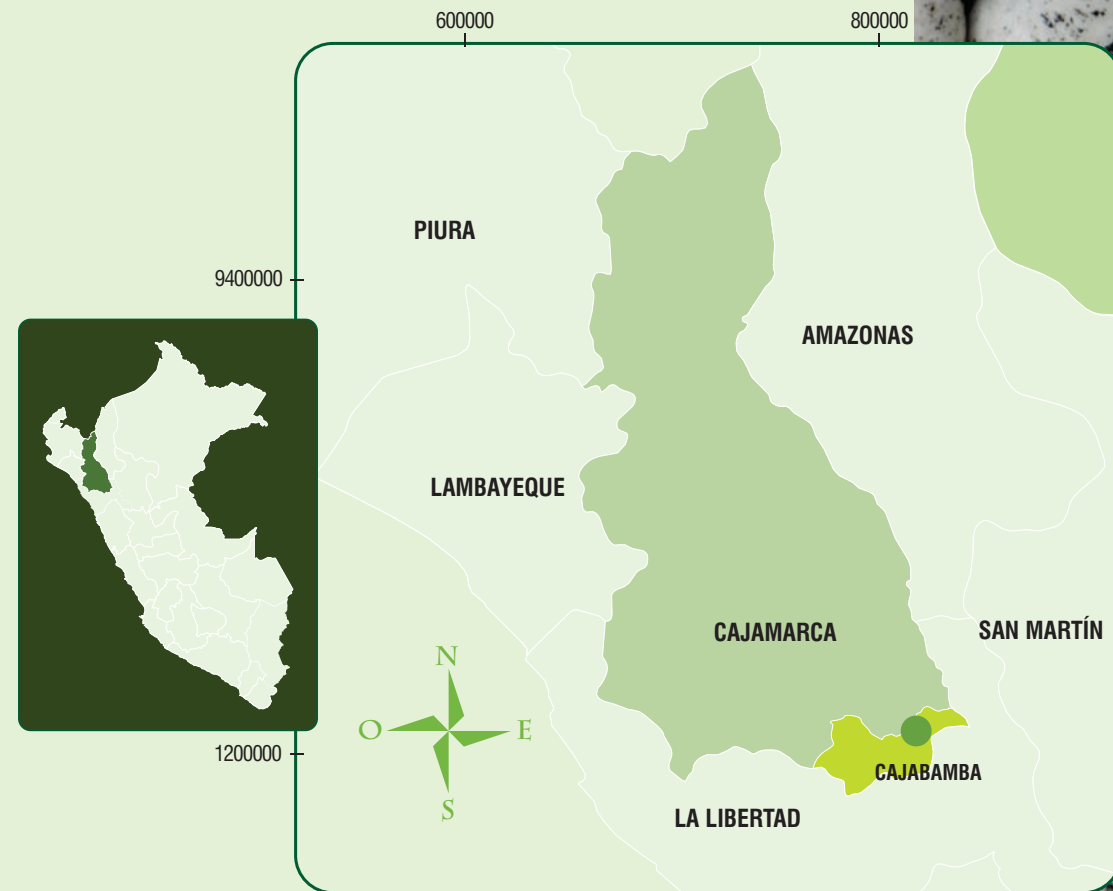 600000
800000
PIURA
9400000
AMAZONAS
LAMBAYEQUE
CAJAMARCA
SAN MARTÍN
N
O
E
S
1200000
CAJABAMBA
LA LIBERTAD